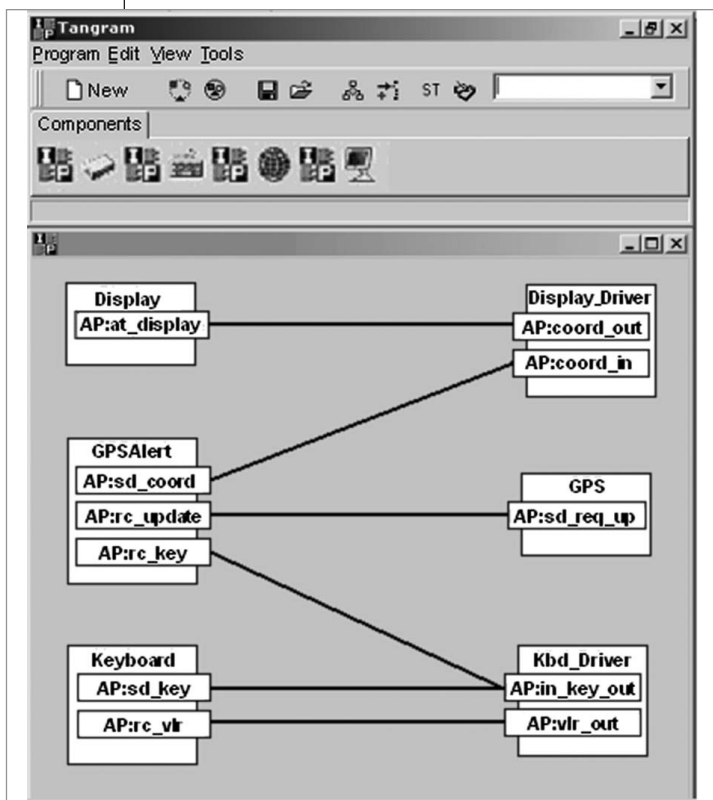 Tangram
Program Edit View Tools
New ST
Components
Display
AP:at_display
Display_Driver
AP:coord_out
AP:coord_in
GPSAlert
AP:sd_coord
AP:rc_update
AP:rc_key
GPS
AP:sd_req_up
Keyboard
AP:sd_key
AP:rc_vlr
Kbd_Driver
AP:in_key_out
AP:vlr_out